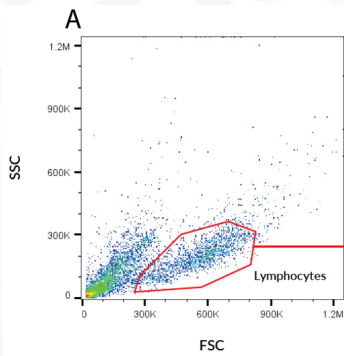 A
1.2M
900K
600K
300K
0
SSC
Lymphocytes
0 300K 600K 900K 1.2M
FSC